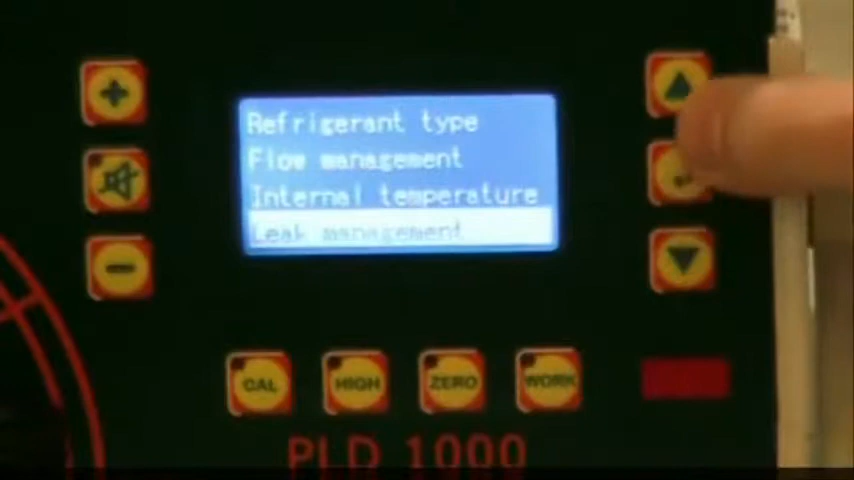 Refrigerant type
Flow management
Internal temperature
Leak management
CAL
HIGH
ZERO
WORK
PLD 1000